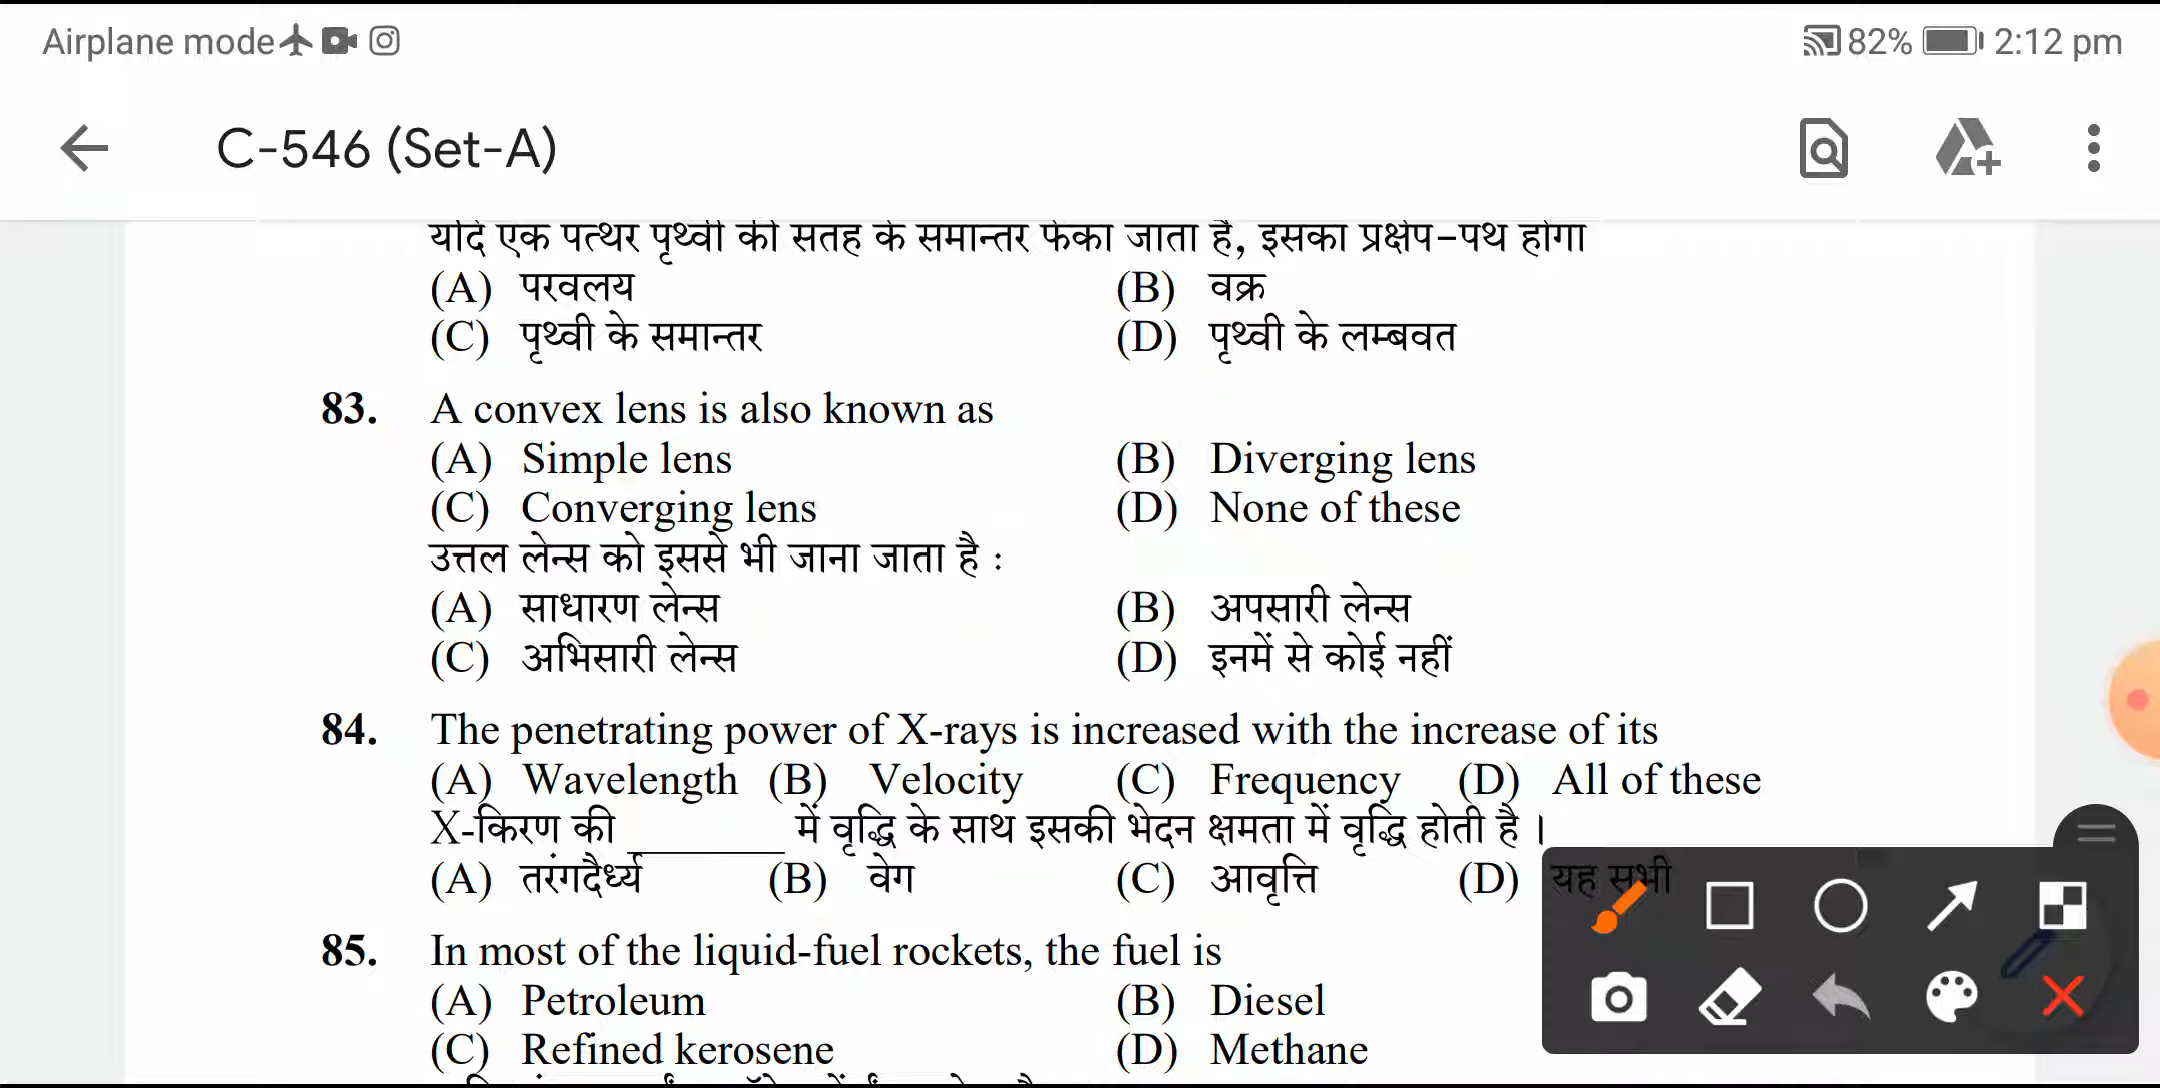 Airplane mode 82% 2:12 pm
C-546 (Set-A)
यदि एक पत्थर पृथ्वी की सतह के समान्तर फेंका जाता है, इसका प्रक्षेप-पथ होगा
(A) परवलय (B) वक्र
(C) पृथ्वी के समान्तर (D) पृथ्वी के लम्बवत
83. A convex lens is also known as
(A) Simple lens (B) Diverging lens
(C) Converging lens (D) None of these
उत्तल लेन्स को इससे भी जाना जाता है :
(A) साधारण लेन्स (B) अपसारी लेन्स
(C) अभिसारी लेन्स (D) इनमें से कोई नहीं
84. The penetrating power of X-rays is increased with the increase of its
(A) Wavelength (B) Velocity (C) Frequency (D) All of these
X-किरण की ________ में वृद्धि के साथ इसकी भेदन क्षमता में वृद्धि होती है ।
(A) तरंगदैर्ध्य (B) वेग (C) आवृत्ति (D) यह सभी
85. In most of the liquid-fuel rockets, the fuel is
(A) Petroleum (B) Diesel
(C) Refined kerosene (D) Methane